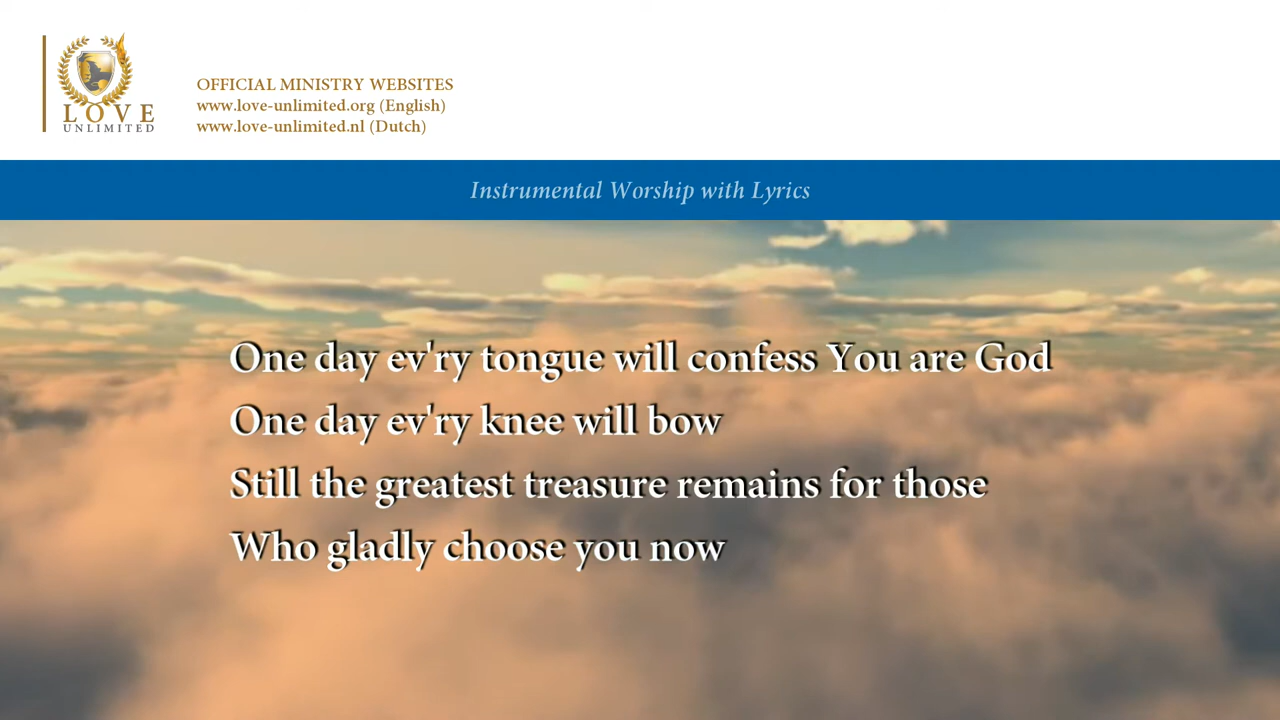 LOVE
UNLIMITED
OFFICIAL MINISTRY WEBSITES
www.love-unlimited.org (English)
www.love-unlimited.nl (Dutch)
Instrumental Worship with Lyrics
One day ev'ry tongue will confess You are God
One day ev'ry knee will bow
Still the greatest treasure remains for those
Who gladly choose you now